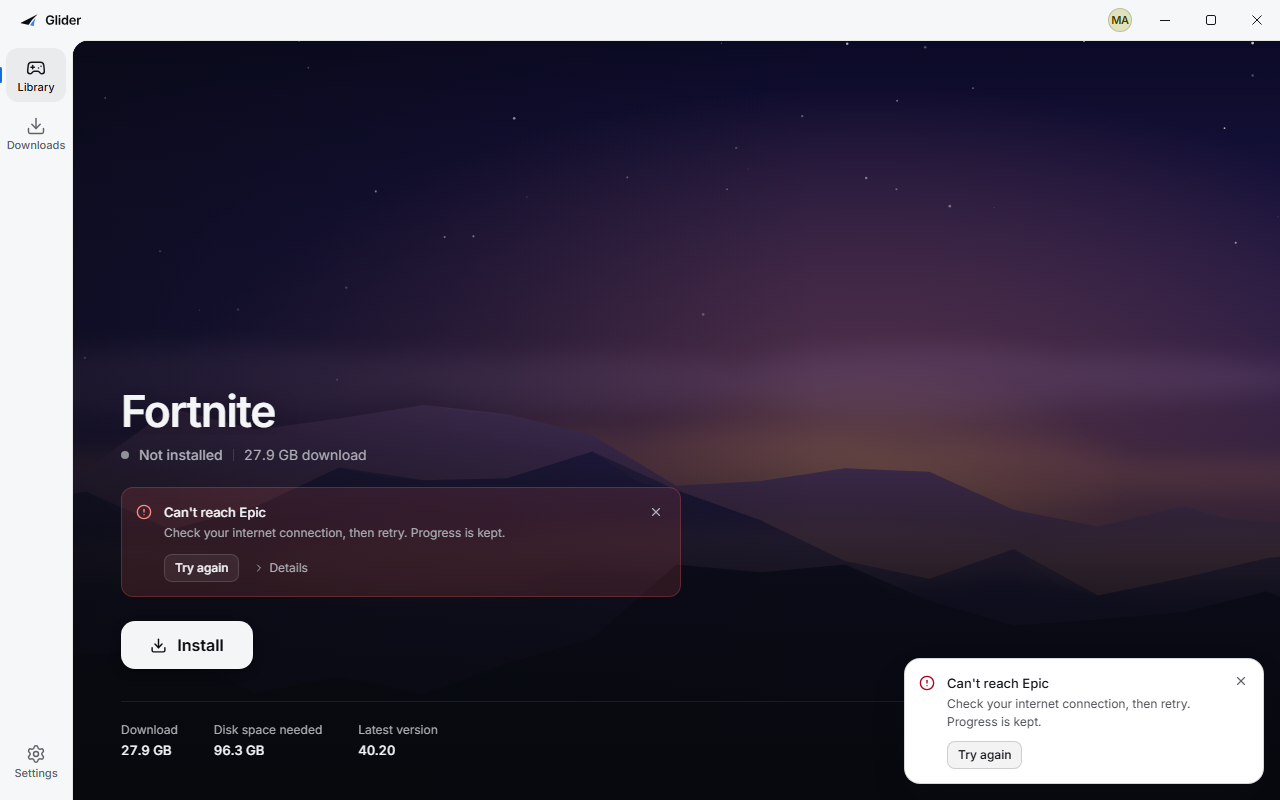 Glider
MA
Library
Downloads
Fortnite
Not installed
27.9 GB download
Can't reach Epic
Check your internet connection, then retry. Progress is kept.
Try again
Details
Install
Download
27.9 GB
Disk space needed
96.3 GB
Latest version
40.20
Can't reach Epic
Check your internet connection, then retry.
Progress is kept.
Try again
Settings